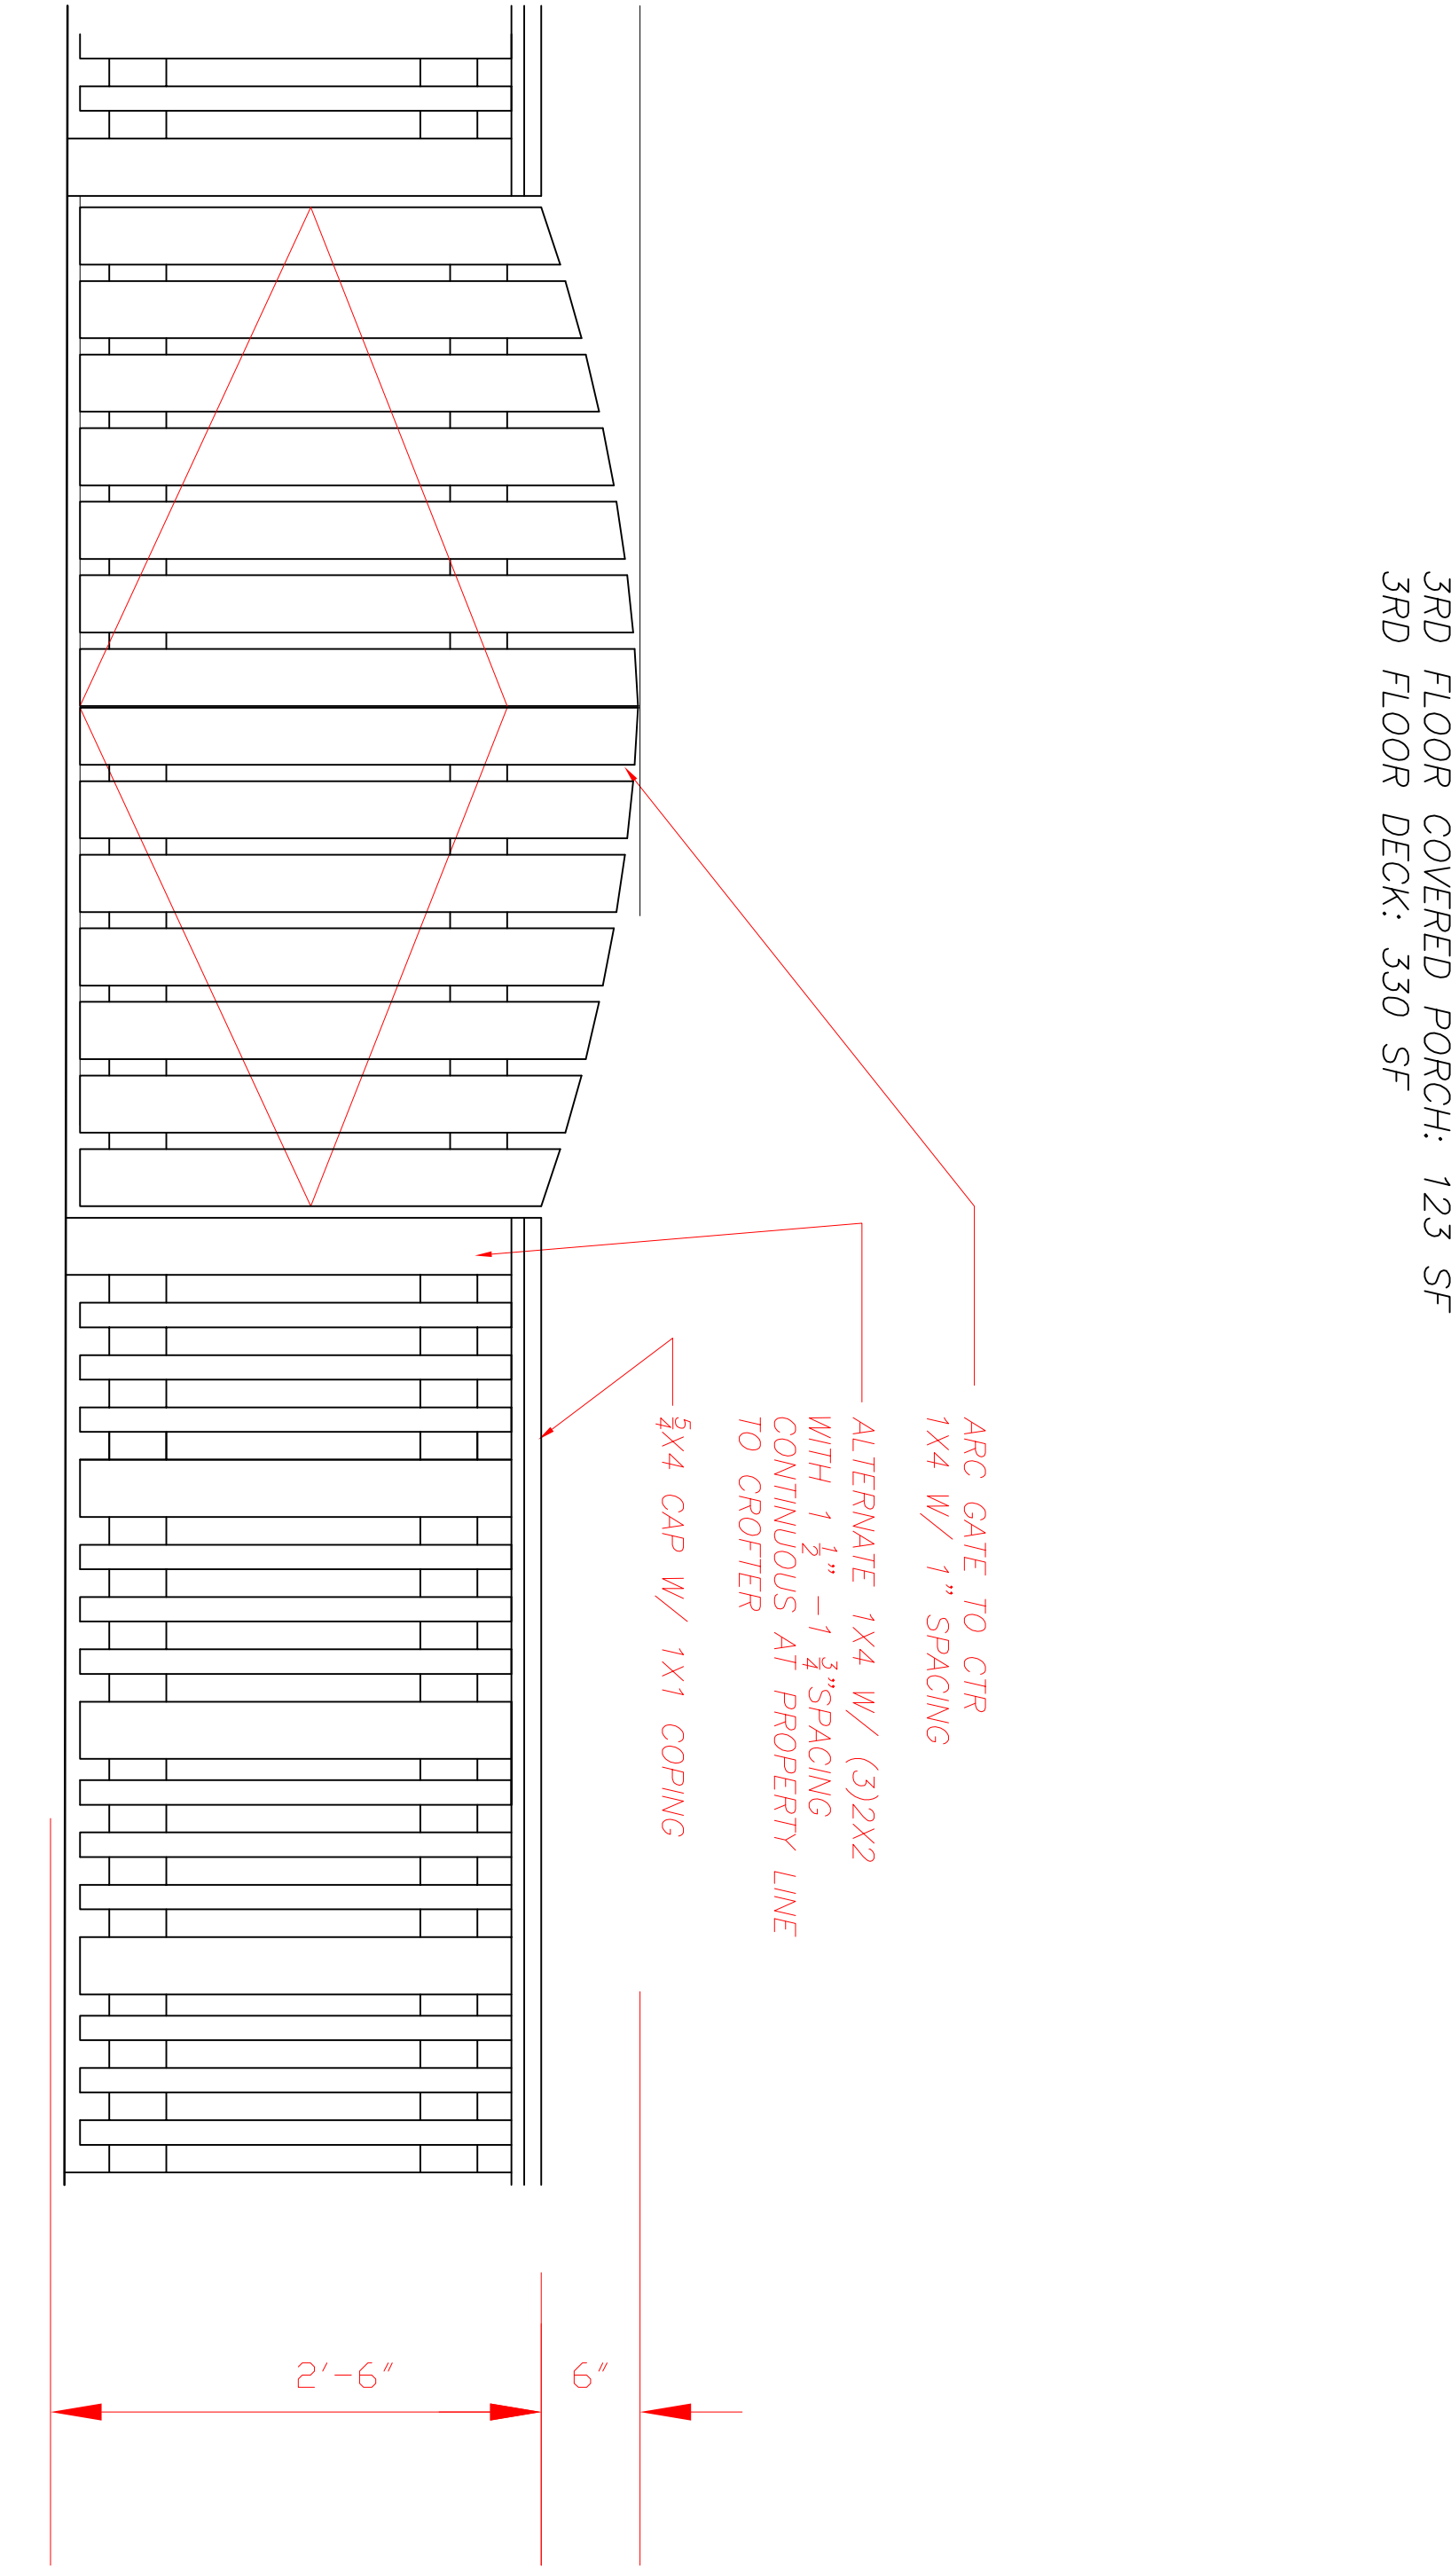 3RD FLOOR COVERED PORCH: 123 SF
3RD FLOOR DECK: 330 SF
ARC GATE TO CTR
1X4 W/ 1" SPACING
ALTERNATE 1X4 W/ (3)2X2
WITH 1 1/2" -1 3/4"SPACING
CONTINUOUS AT PROPERTY LINE
TO CROFTER
5/4X4 CAP W/ 1X1 COPING
6"
2'-6"